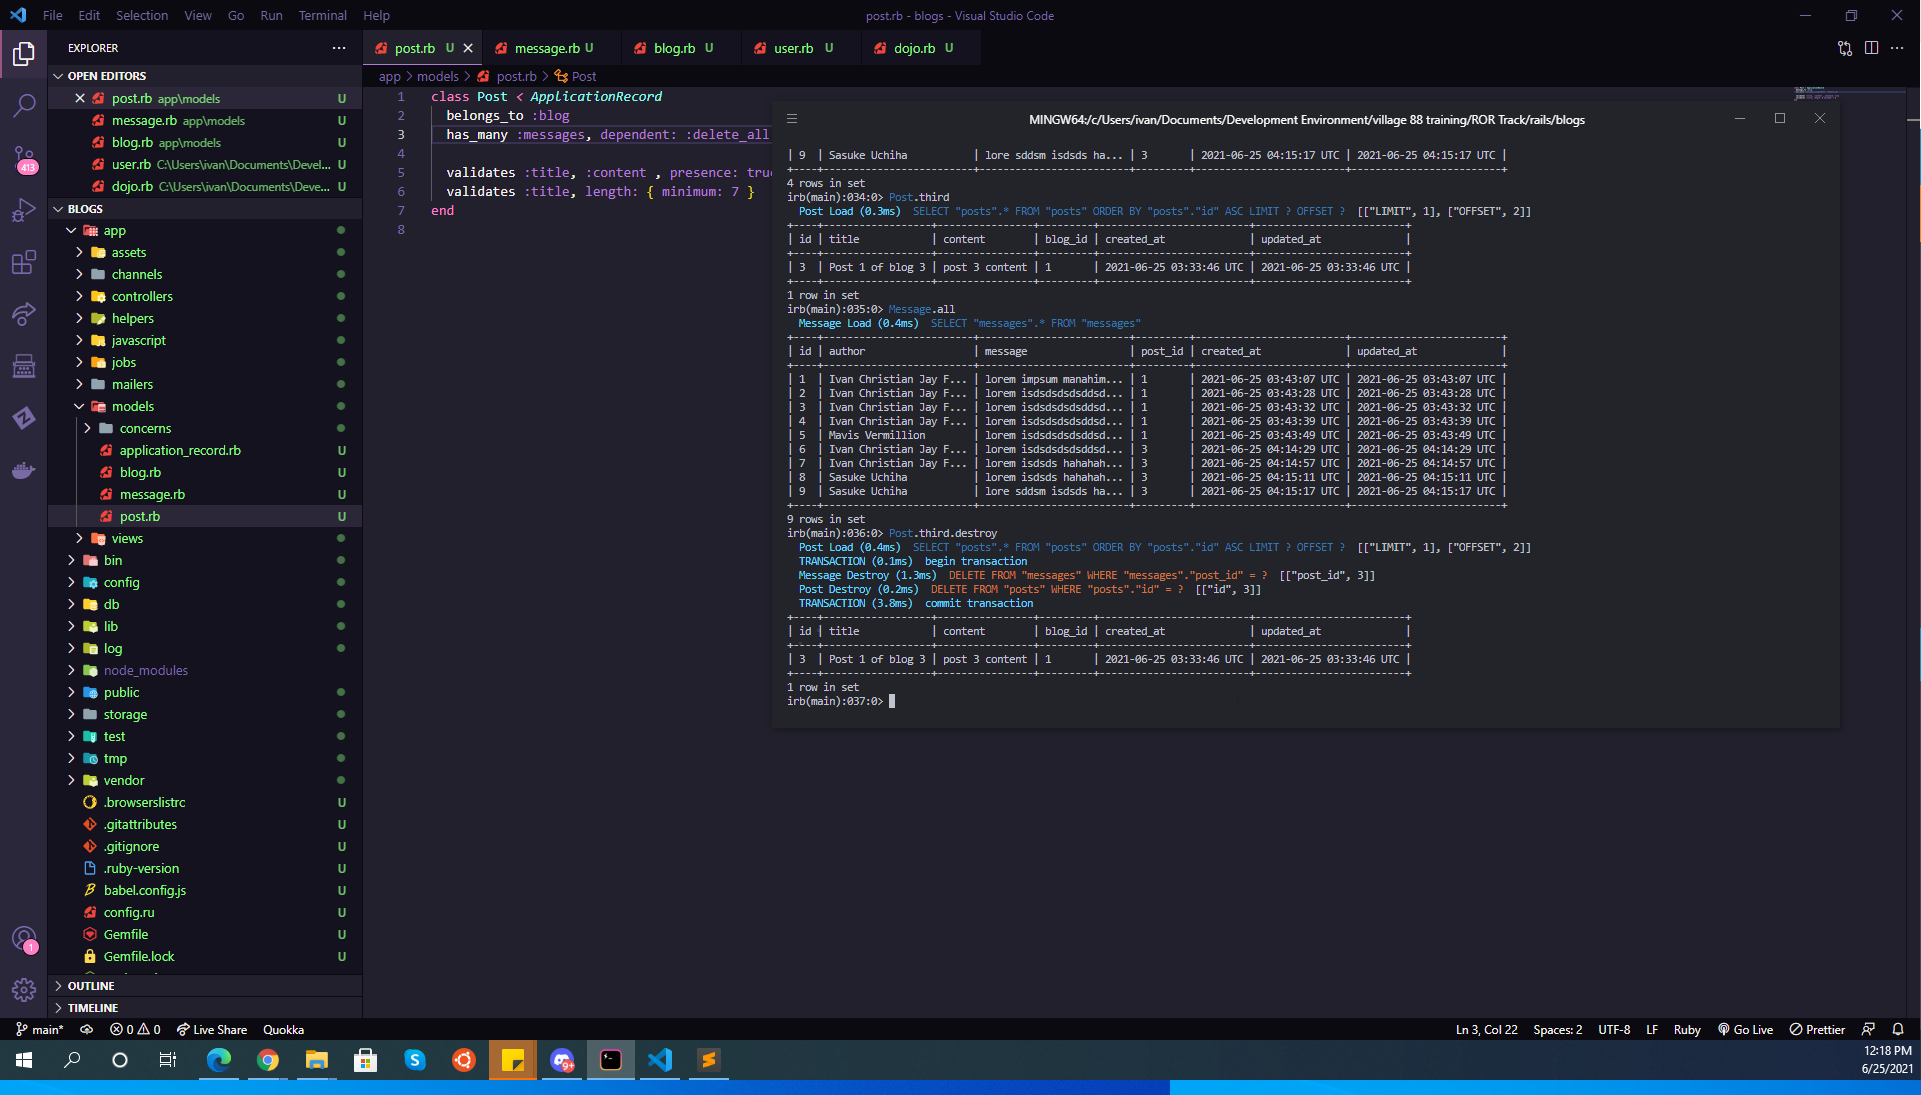 File Edit Selection View Go Run Terminal Help
post.rb - blogs - Visual Studio Code
EXPLORER
OPEN EDITORS
post.rb app\models U
message.rb app\models U
blog.rb app\models U
user.rb C:\Users\ivan\Documents\Devel... U
dojo.rb C:\Users\ivan\Documents\Deve... U
BLOGS
app
assets
channels
controllers
helpers
javascript
jobs
mailers
models
concerns
application_record.rb U
blog.rb U
message.rb U
post.rb U
views
bin
config
db
lib
log
node_modules
public
storage
test
tmp
vendor
.browserslistrc U
.gitattributes U
.gitignore U
.ruby-version U
babel.config.js U
config.ru U
Gemfile U
Gemfile.lock U
OUTLINE
TIMELINE
413
1
post.rb U message.rb U blog.rb U user.rb U dojo.rb U
app > models > post.rb > Post
1 class Post < ApplicationRecord
2 belongs_to :blog
3 has_many :messages, dependent: :delete_all
4
5 validates :title, :content , presence: true
6 validates :title, length: { minimum: 7 }
7 end
8
MINGW64:/c/Users/ivan/Documents/Development Environment/village 88 training/ROR Track/rails/blogs
| 9 | Sasuke Uchiha | lore sddsm isdsds ha... | 3 | 2021-06-25 04:15:17 UTC | 2021-06-25 04:15:17 UTC |
4 rows in set
irb(main):034:0> Post.third
Post Load (0.3ms) SELECT "posts".* FROM "posts" ORDER BY "posts"."id" ASC LIMIT ? OFFSET ? [["LIMIT", 1], ["OFFSET", 2]]
| id | title | content | blog_id | created_at | updated_at |
| 3 | Post 1 of blog 3 | post 3 content | 1 | 2021-06-25 03:33:46 UTC | 2021-06-25 03:33:46 UTC |
1 row in set
irb(main):035:0> Message.all
Message Load (0.4ms) SELECT "messages".* FROM "messages"
| id | author | message | post_id | created_at | updated_at |
| 1 | Ivan Christian Jay F... | lorem impsum manahim... | 1 | 2021-06-25 03:43:07 UTC | 2021-06-25 03:43:07 UTC |
| 2 | Ivan Christian Jay F... | lorem isdsdsdsdsddsd... | 1 | 2021-06-25 03:43:28 UTC | 2021-06-25 03:43:28 UTC |
| 3 | Ivan Christian Jay F... | lorem isdsdsdsdsddsd... | 1 | 2021-06-25 03:43:32 UTC | 2021-06-25 03:43:32 UTC |
| 4 | Ivan Christian Jay F... | lorem isdsdsdsdsddsd... | 1 | 2021-06-25 03:43:39 UTC | 2021-06-25 03:43:39 UTC |
| 5 | Mavis Vermillion | lorem isdsdsdsdsddsd... | 1 | 2021-06-25 03:43:49 UTC | 2021-06-25 03:43:49 UTC |
| 6 | Ivan Christian Jay F... | lorem isdsdsdsdsddsd... | 3 | 2021-06-25 04:14:29 UTC | 2021-06-25 04:14:29 UTC |
| 7 | Ivan Christian Jay F... | lorem isdsds hahahah... | 3 | 2021-06-25 04:14:57 UTC | 2021-06-25 04:14:57 UTC |
| 8 | Sasuke Uchiha | lorem isdsds hahahah... | 3 | 2021-06-25 04:15:11 UTC | 2021-06-25 04:15:11 UTC |
| 9 | Sasuke Uchiha | lore sddsm isdsds ha... | 3 | 2021-06-25 04:15:17 UTC | 2021-06-25 04:15:17 UTC |
9 rows in set
irb(main):036:0> Post.third.destroy
Post Load (0.4ms) SELECT "posts".* FROM "posts" ORDER BY "posts"."id" ASC LIMIT ? OFFSET ? [["LIMIT", 1], ["OFFSET", 2]]
TRANSACTION (0.1ms) begin transaction
Message Destroy (1.3ms) DELETE FROM "messages" WHERE "messages"."post_id" = ? [["post_id", 3]]
Post Destroy (0.2ms) DELETE FROM "posts" WHERE "posts"."id" = ? [["id", 3]]
TRANSACTION (3.8ms) commit transaction
| id | title | content | blog_id | created_at | updated_at |
| 3 | Post 1 of blog 3 | post 3 content | 1 | 2021-06-25 03:33:46 UTC | 2021-06-25 03:33:46 UTC |
1 row in set
irb(main):037:0>
main* 0 0 Live Share Quokka
Ln 3, Col 22 Spaces: 2 UTF-8 LF Ruby Go Live Prettier
9+
12:18 PM
6/25/2021